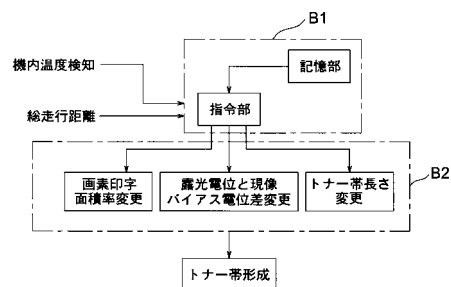 B1
機内温度検知
記憶部
総走行距離
指令部
B2
画素印字
面積率変更
露光電位と現像
バイアス電位差変更
トナー帯長さ
変更
トナー帯形成